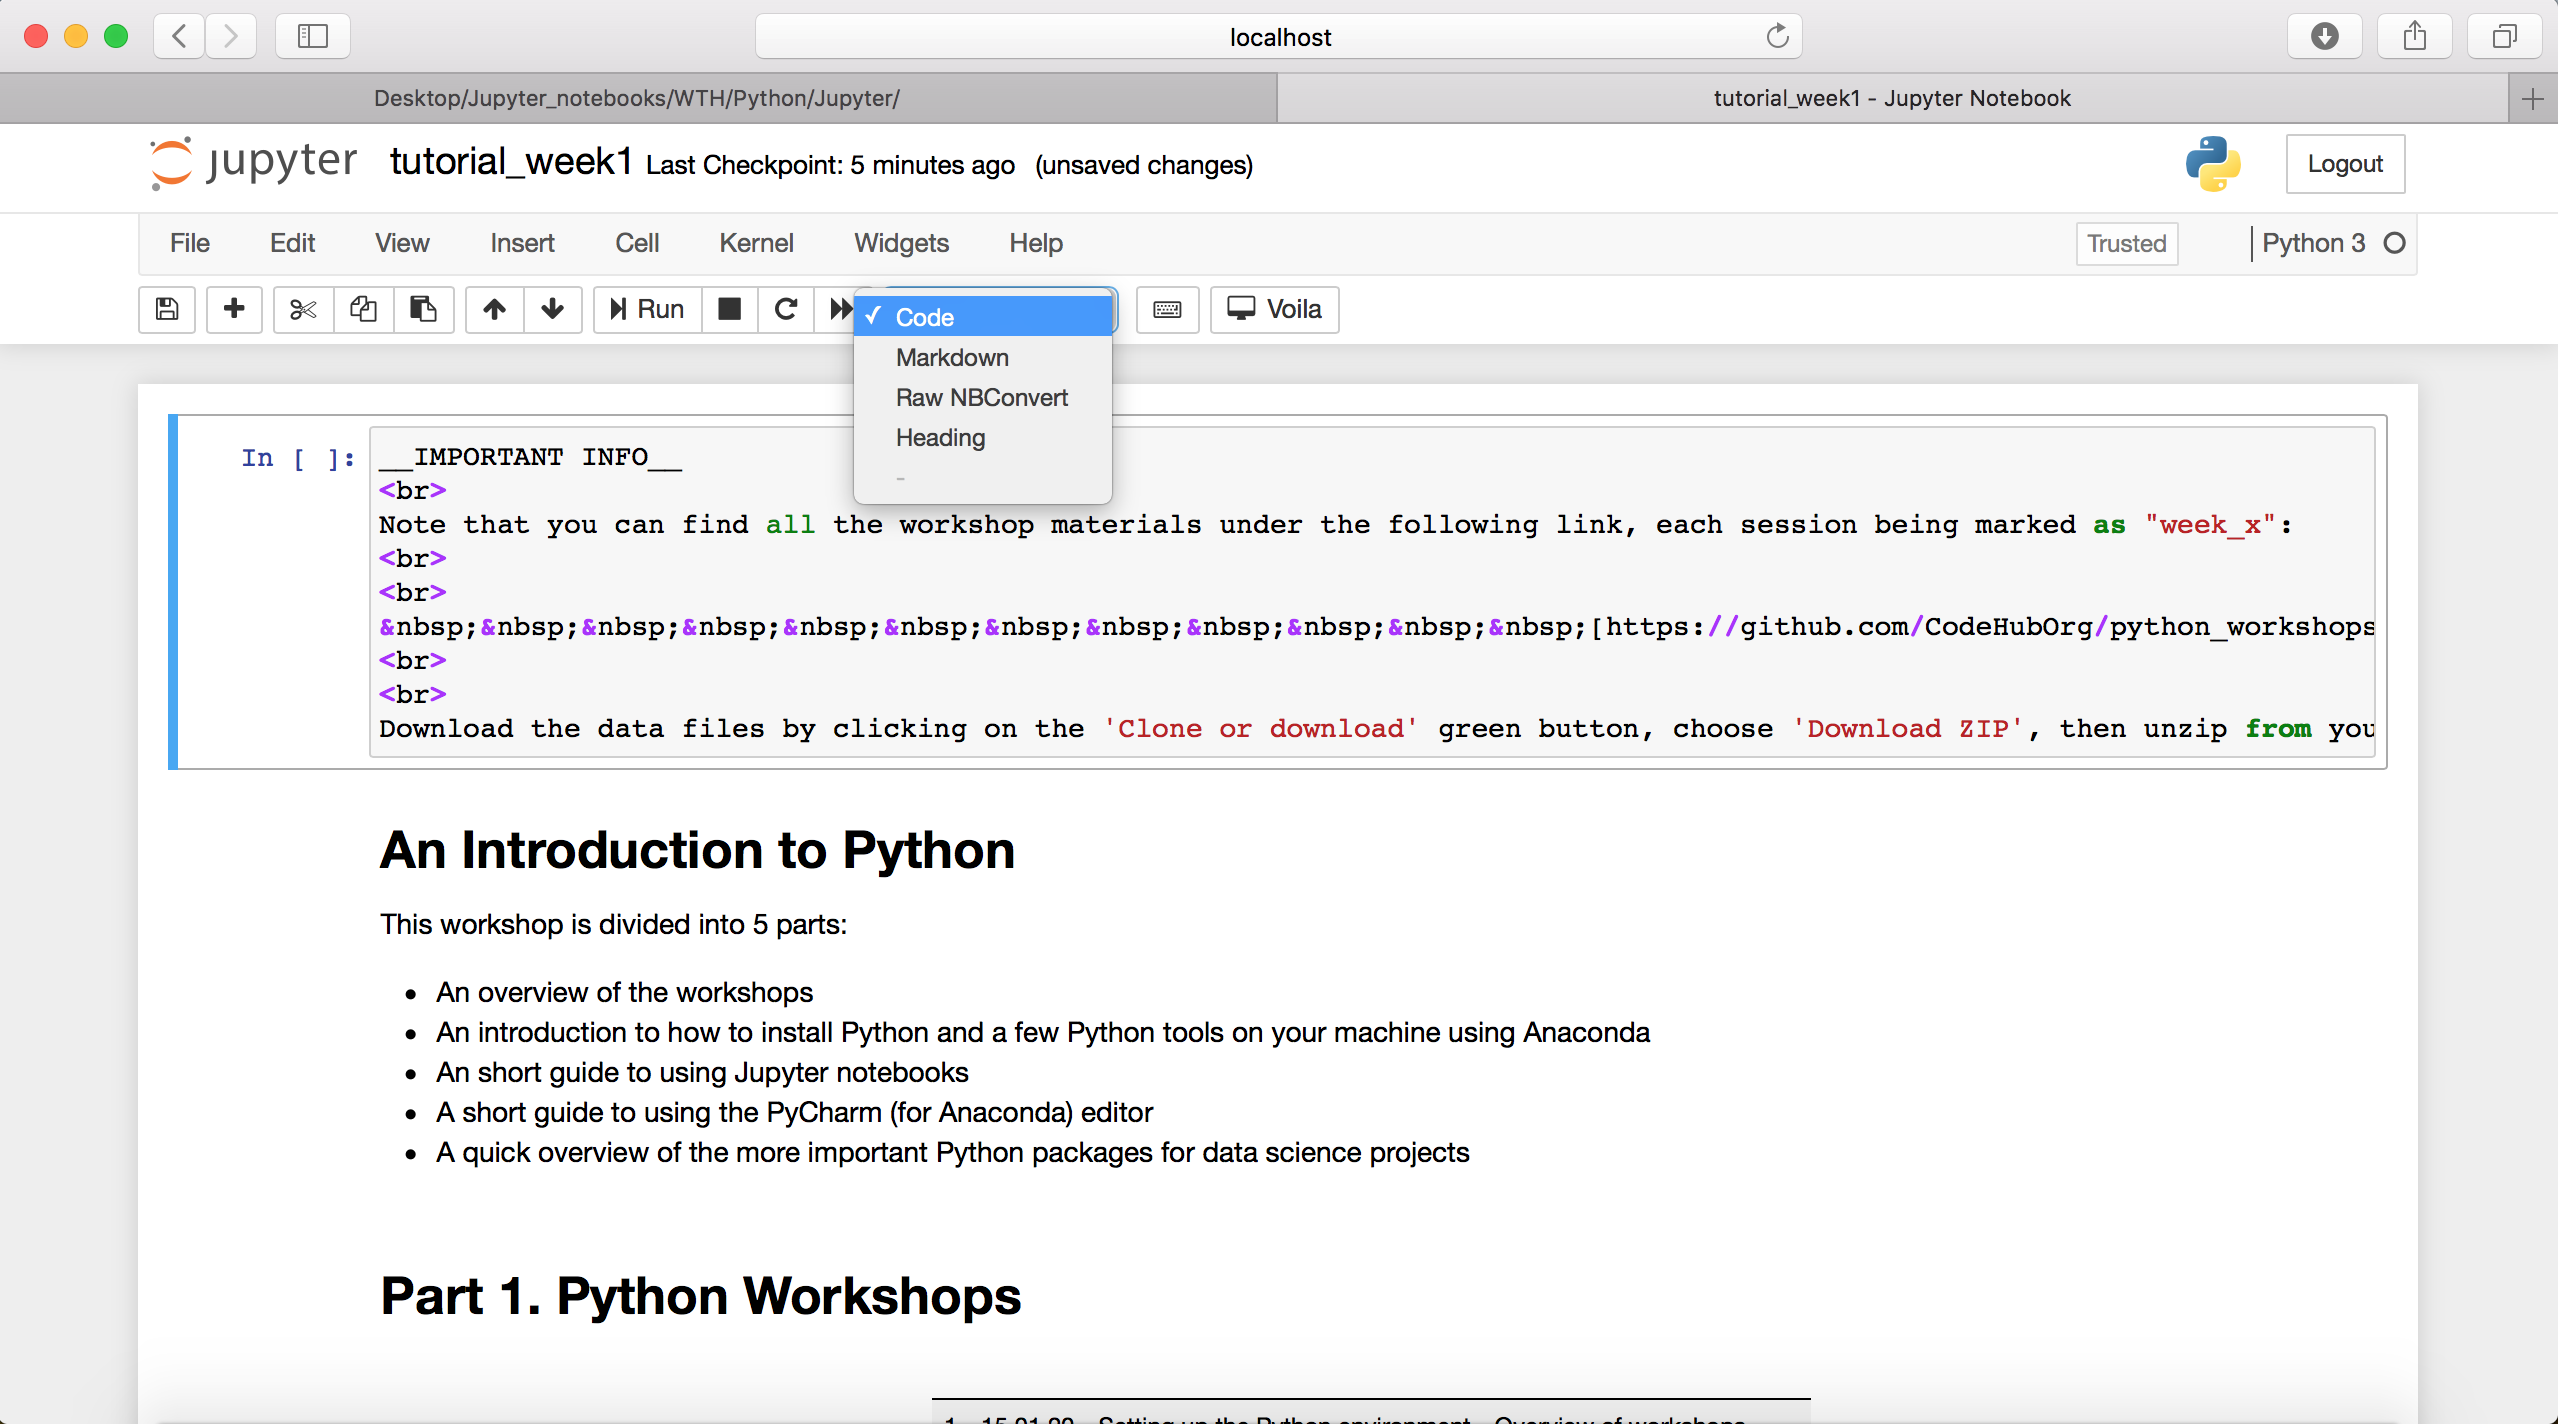 localhost
Desktop/Jupyter_notebooks/WTH/Python/Jupyter/
tutorial_week1 - Jupyter Notebook
jupyter tutorial_week1 Last Checkpoint: 5 minutes ago (unsaved changes)
Logout
File Edit View Insert Cell Kernel Widgets Help
Trusted
Python 3
Run
Voila
Code
Markdown
Raw NBConvert
Heading
-
In [ ]:
__IMPORTANT INFO__
<br>
Note that you can find all the workshop materials under the following link, each session being marked as "week_x":
<br>
<br>
&nbsp;&nbsp;&nbsp;&nbsp;&nbsp;&nbsp;&nbsp;&nbsp;&nbsp;&nbsp;&nbsp;&nbsp;[https://github.com/CodeHubOrg/python_workshops
<br>
<br>
Download the data files by clicking on the 'Clone or download' green button, choose 'Download ZIP', then unzip from you
An Introduction to Python
This workshop is divided into 5 parts:
• An overview of the workshops
• An introduction to how to install Python and a few Python tools on your machine using Anaconda
• An short guide to using Jupyter notebooks
• A short guide to using the PyCharm (for Anaconda) editor
• A quick overview of the more important Python packages for data science projects
Part 1. Python Workshops
Setting up the Python environment Overview of workshops